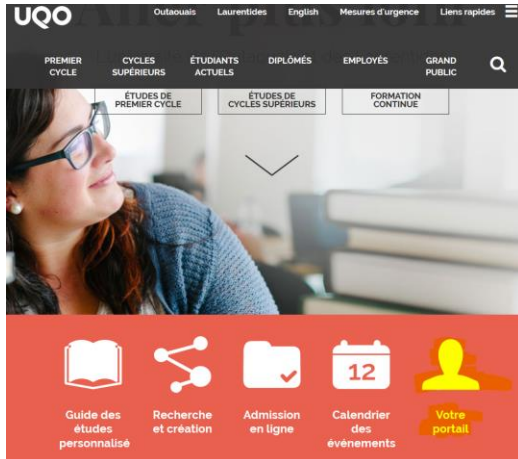 UQO
Outaouais Laurentides English Mesures d'urgence Liens rapides
PREMIER CYCLE
CYCLES SUPÉRIEURS
ÉTUDIANTS ACTUELS
DIPLÔMÉS
EMPLOYÉS
GRAND PUBLIC
ÉTUDES DE
PREMIER CYCLE
ÉTUDES DE
CYCLES SUPÉRIEURS
FORMATION
CONTINUE
12
Guide des
études
personnalisé
Recherche
et création
Admission
en ligne
Calendrier
des
événements
Votre
portail